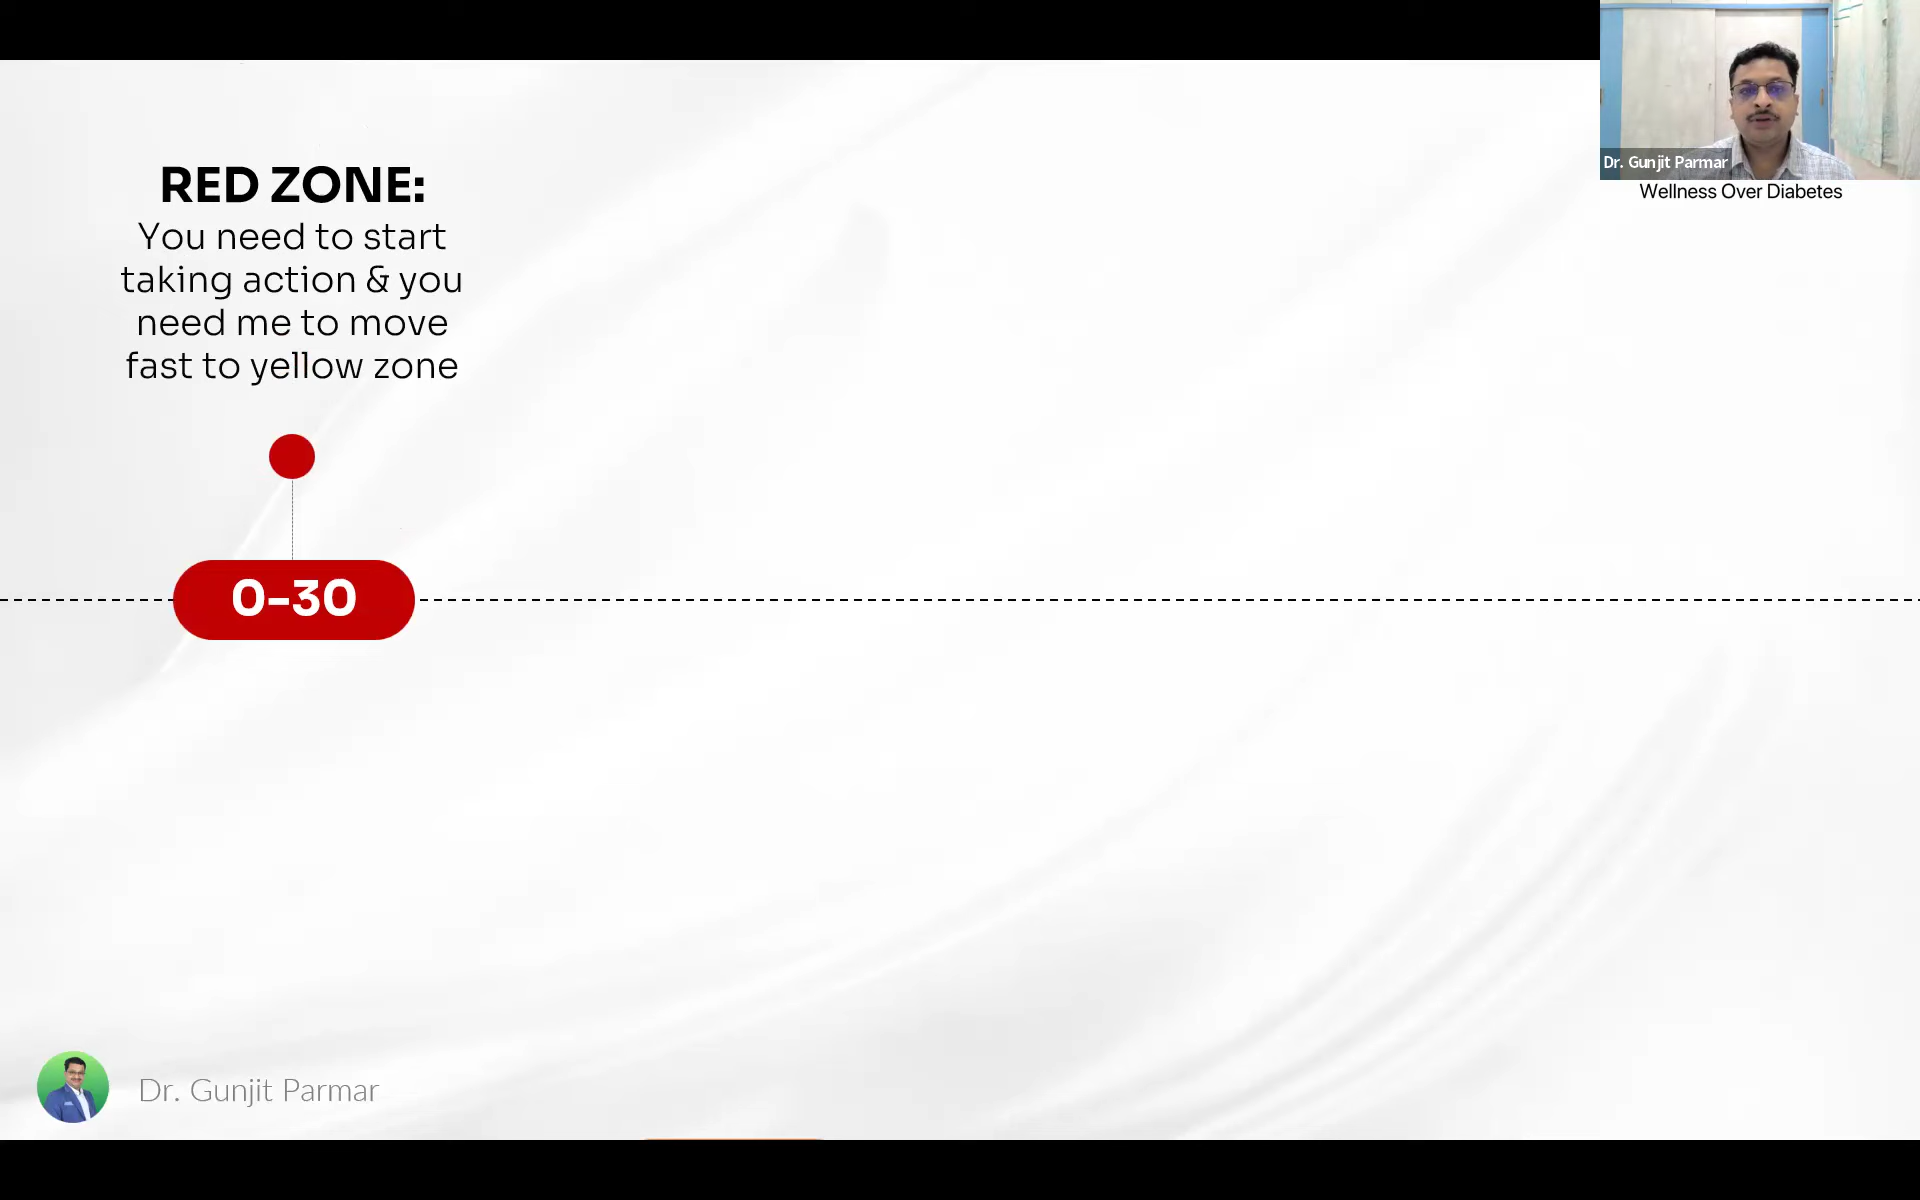 RED ZONE:
You need to start
taking action & you
need me to move
fast to yellow zone
0-30
Dr. Gunjit Parmar
Wellness Over Diabetes
Dr. Gunjit Parmar